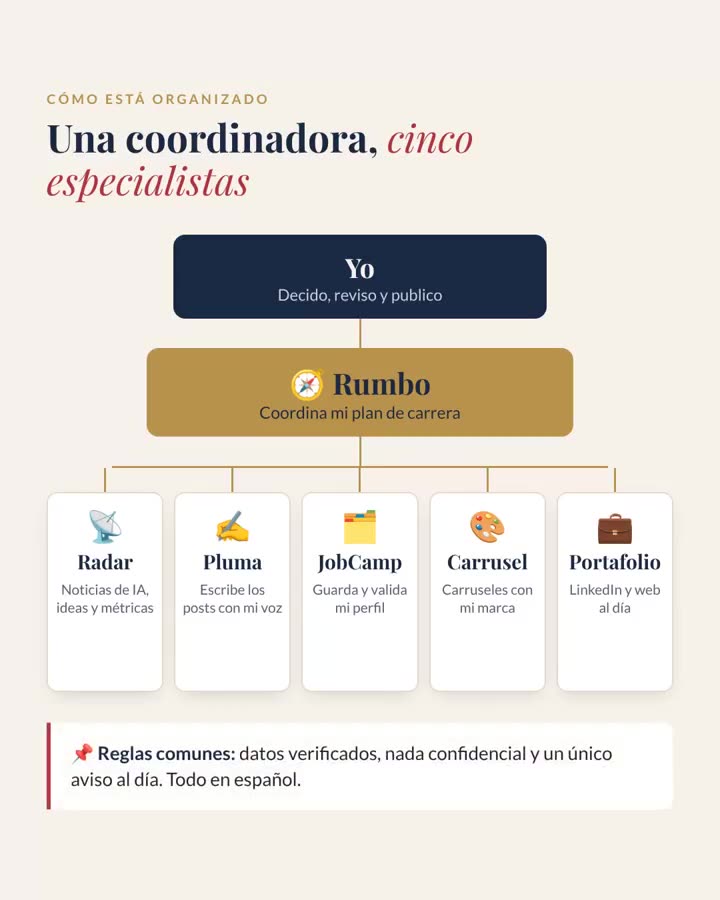 CÓMO ESTÁ ORGANIZADO
Una coordinadora, cinco
especialistas
Yo
Decido, reviso y publico
Rumbo
Coordina mi plan de carrera
Radar
Noticias de IA,
ideas y métricas
Pluma
Escribe los
posts con mi voz
JobCamp
Guarda y valida
mi perfil
Carrusel
Carruseles con
mi marca
Portafolio
LinkedIn y web
al día
Reglas comunes: datos verificados, nada confidencial y un único
aviso al día. Todo en español.